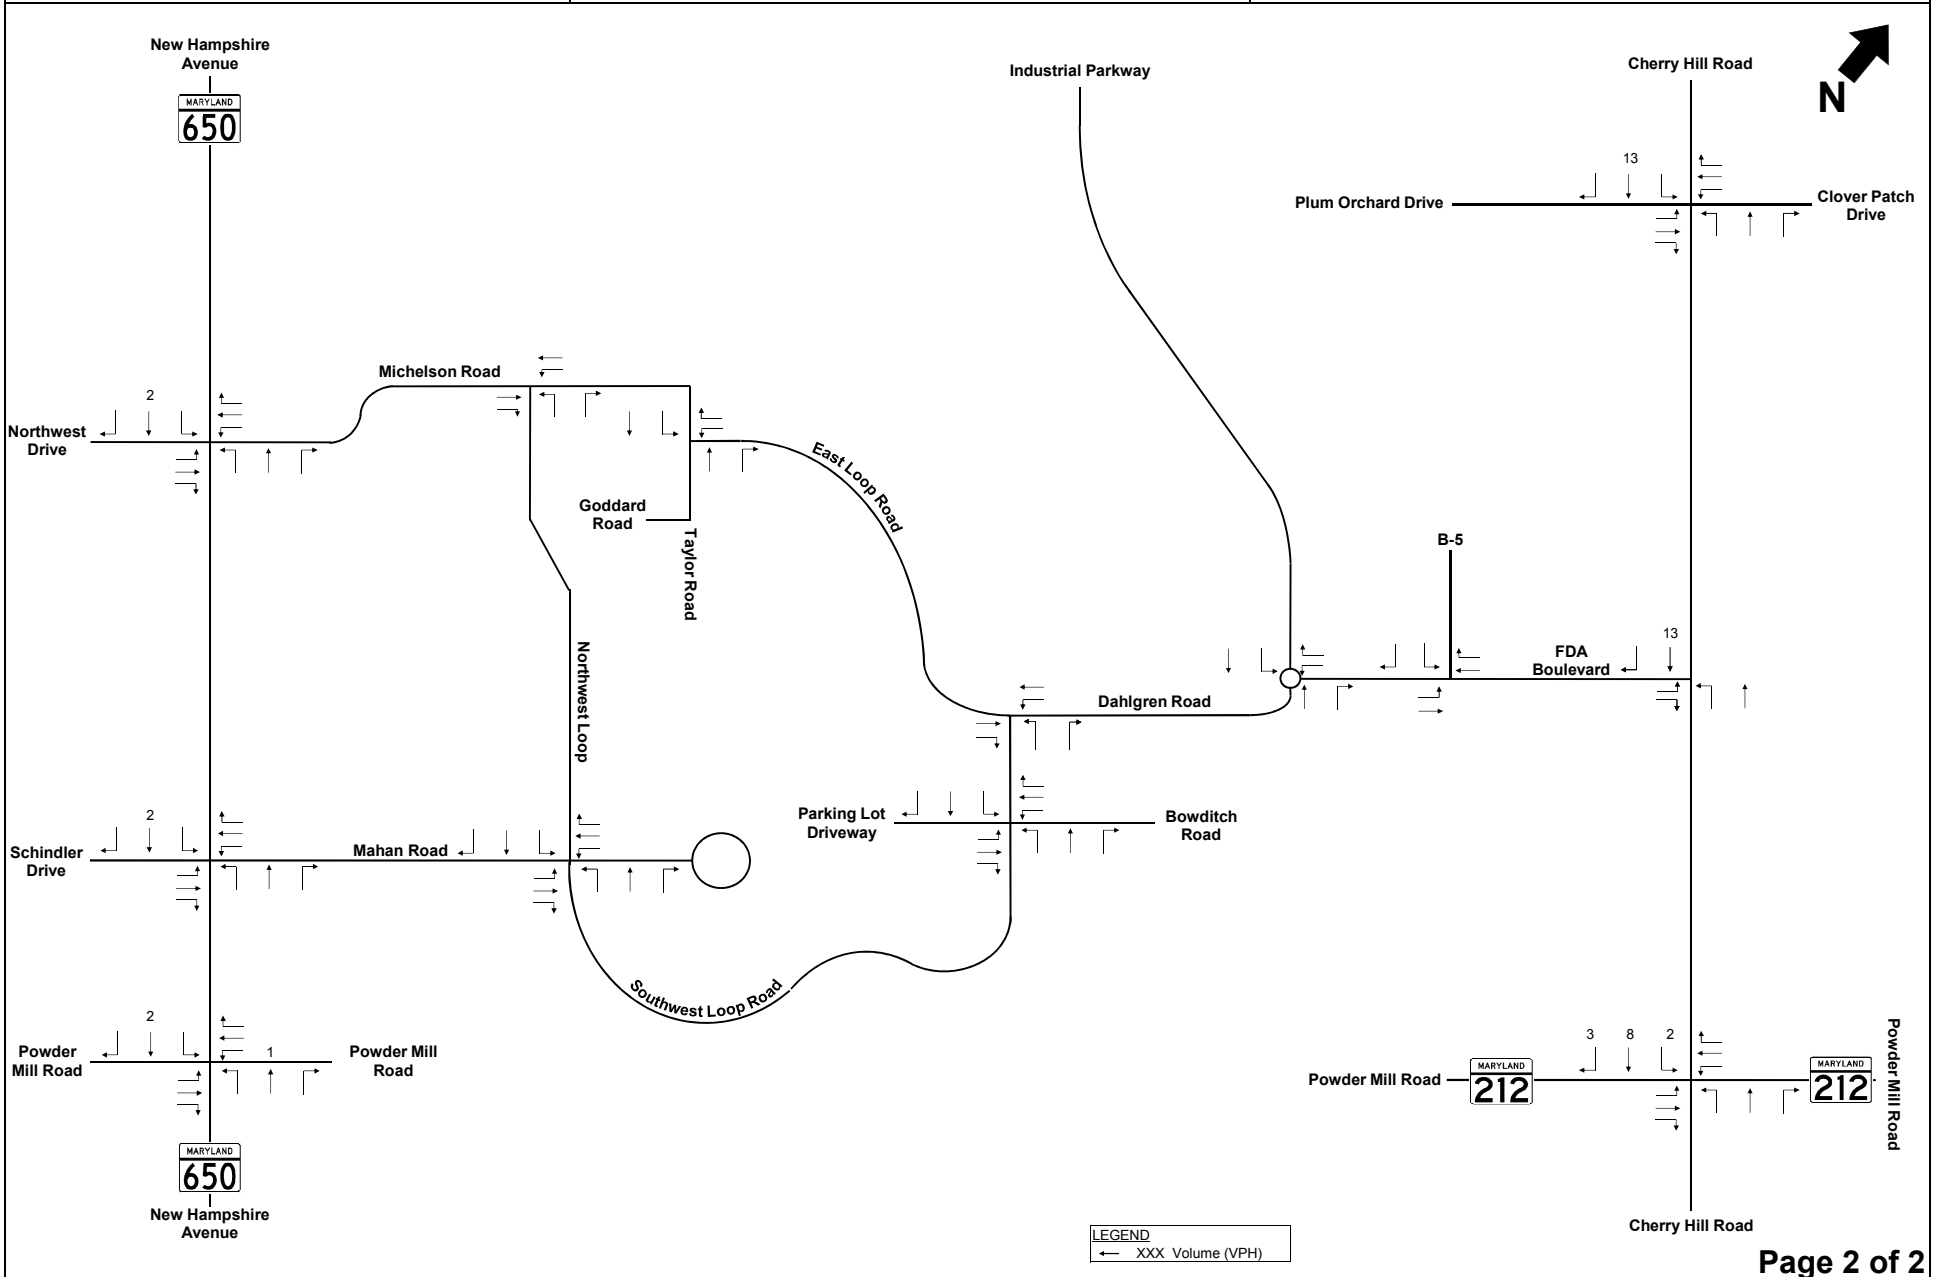 New Hampshire
Avenue
MARYLAND
650
Industrial Parkway
Cherry Hill Road
N
13
Plum Orchard Drive
Clover Patch
Drive
Michelson Road
2
Northwest
Drive
East Loop Road
Goddard
Road
Taylor Road
B-5
13
FDA
Boulevard
Northwest Loop
Dahlgren Road
2
Schindler
Drive
Mahan Road
Parking Lot
Driveway
Bowditch
Road
Southwest Loop Road
2
1
Powder
Mill Road
Powder Mill
Road
3 8 2
Powder Mill Road
MARYLAND
212
MARYLAND
212
Powder Mill Road
MARYLAND
650
New Hampshire
Avenue
Cherry Hill Road
LEGEND
XXX Volume (VPH)
Page 2 of 2